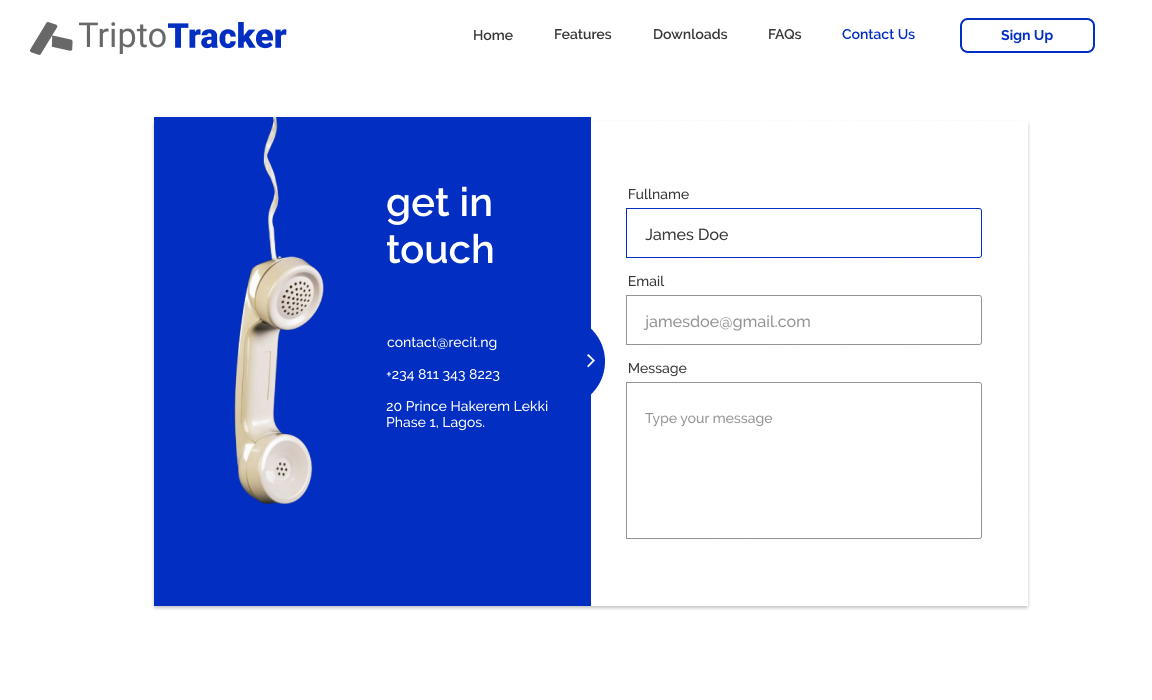 TriptoTracker
Home
Features
Downloads
FAQs
Contact Us
Sign Up
get in
touch
contact@recit.ng
+234 811 343 8223
20 Prince Hakerem Lekki
Phase 1, Lagos.
Fullname
James Doe
Email
jamesdoe@gmail.com
Message
Type your message